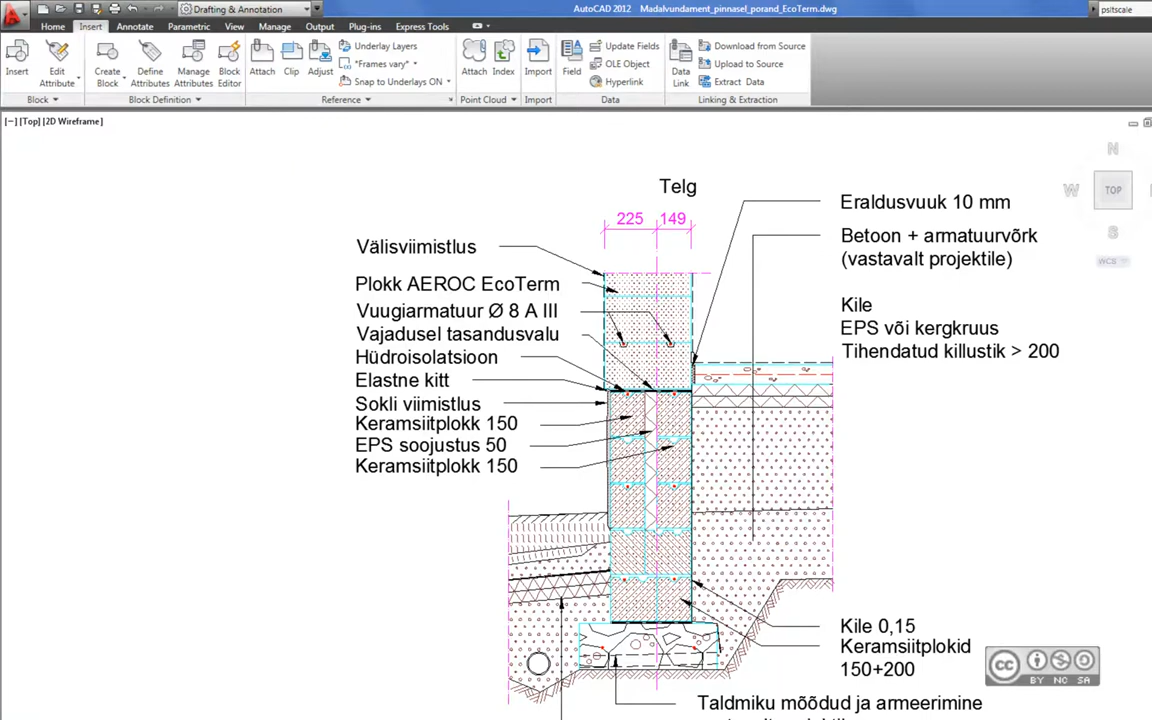 Drafting & Annotation
AutoCAD 2012 Madalvundament_pinnasel_porand_EcoTerm.dwg
psitscale
Home Insert Annotate Parametric View Manage Output Plug-ins Express Tools
Insert
Edit Attribute
Create Block
Define Attributes
Manage Attributes
Block Editor
Attach
Clip
Adjust
Underlay Layers
*Frames vary*
Snap to Underlays ON
Attach
Index
Import
Field
Update Fields
OLE Object
Hyperlink
Data Link
Download from Source
Upload to Source
Extract Data
Block
Block Definition
Reference
Point Cloud
Import
Data
Linking & Extraction
[−] [Top] [2D Wireframe]
N
W
TOP
S
WCS
Telg
225 149
Välisviimistlus
Plokk AEROC EcoTerm
Vuugiarmatuur Ø 8 A III
Vajadusel tasandusvalu
Hüdroisolatsioon
Elastne kitt
Sokli viimistlus
Keramsiitplokk 150
EPS soojustus 50
Keramsiitplokk 150
Eraldusvuuk 10 mm
Betoon + armatuurvõrk
(vastavalt projektile)
Kile
EPS või kergkruus
Tihendatud killustik > 200
Kile 0,15
Keramsiitplokid
150+200
Taldmiku mõõdud ja armeerimine
cc
BY NC SA